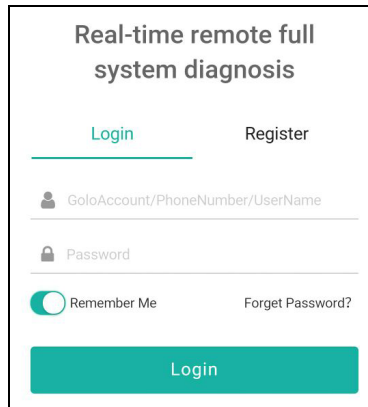 Real-time remote full
system diagnosis
Login Register
GoloAccount/PhoneNumber/UserName
Password
Remember Me Forget Password?
Login